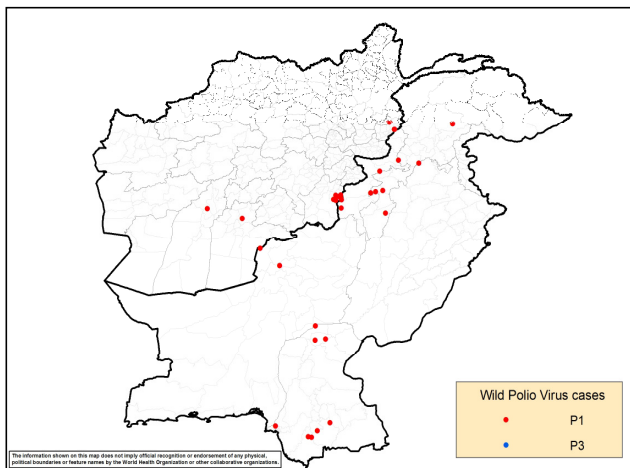 Wild Polio Virus cases
P1
P3
The information shown on this map does not imply official recognition or endorsement of any physical,
political boundaries or feature names by the World Health Organization or other collaborative organizations.